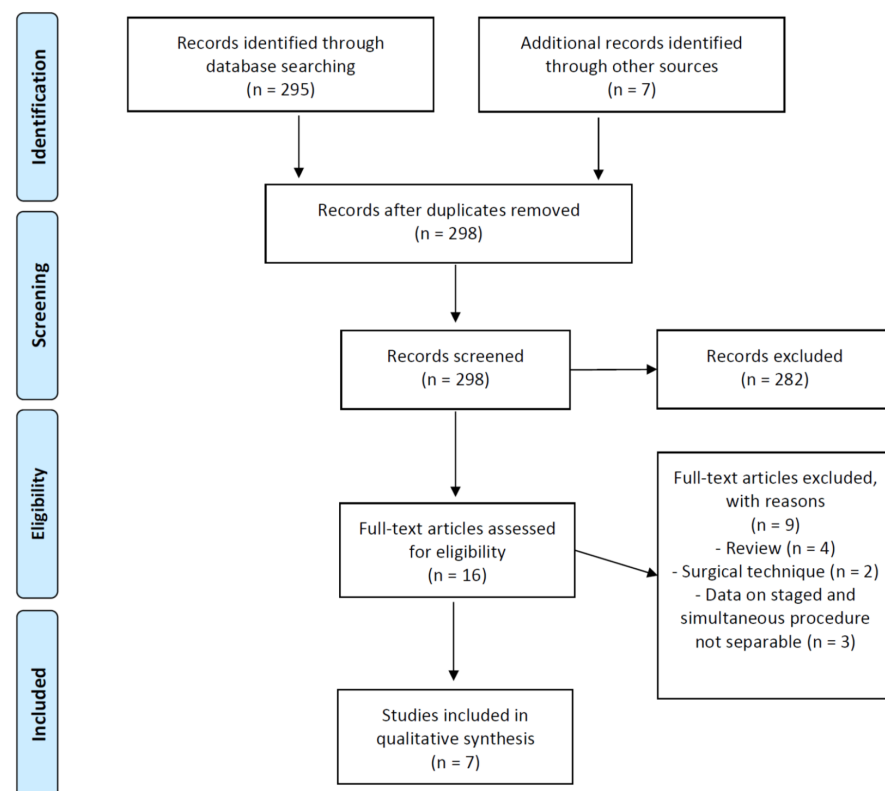 Identification
Records identified through
database searching
(n = 295)
Additional records identified
through other sources
(n = 7)
Records after duplicates removed
(n = 298)
Screening
Records screened
(n = 298)
Records excluded
(n = 282)
Eligibility
Full-text articles assessed
for eligibility
(n = 16)
Full-text articles excluded,
with reasons
(n = 9)
- Review (n = 4)
- Surgical technique (n = 2)
- Data on staged and
simultaneous procedure
not separable (n = 3)
Included
Studies included in
qualitative synthesis
(n = 7)